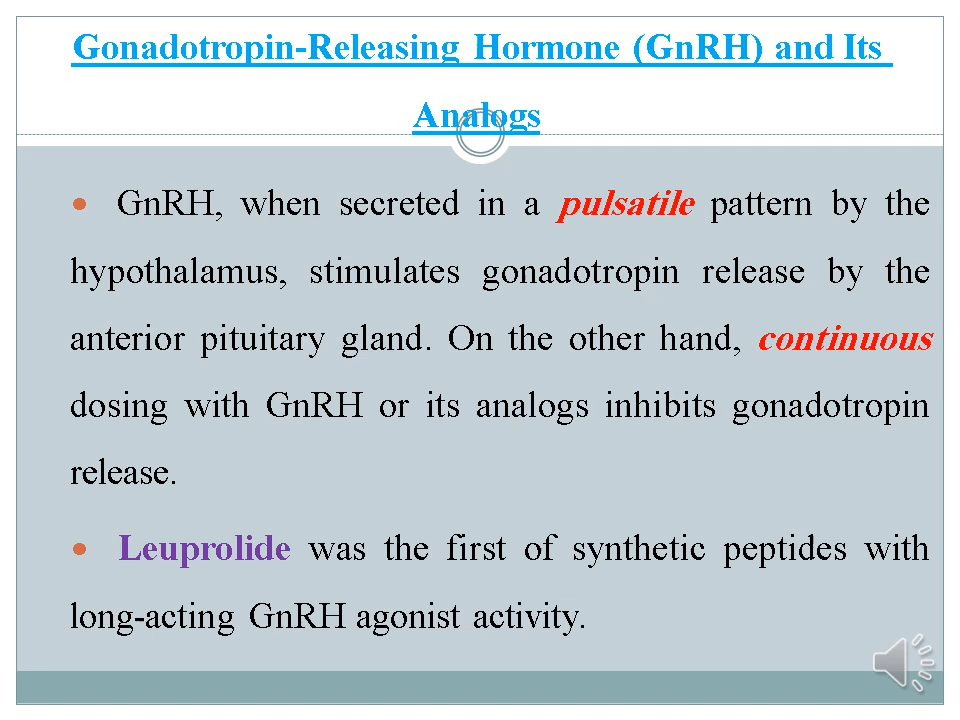 Gonadotropin-Releasing Hormone (GnRH) and Its
Analogs
• GnRH, when secreted in a pulsatile pattern by the
hypothalamus, stimulates gonadotropin release by the
anterior pituitary gland. On the other hand, continuous
dosing with GnRH or its analogs inhibits gonadotropin
release.
• Leuprolide was the first of synthetic peptides with
long-acting GnRH agonist activity.